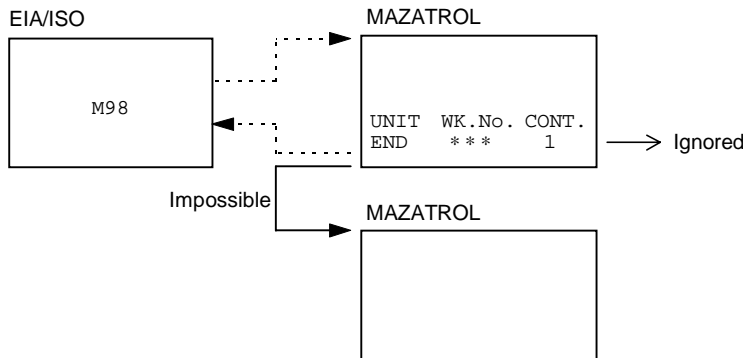 EIA/ISO
MAZATROL
M98
UNIT WK.No. CONT.
END *** 1
Ignored
Impossible
MAZATROL